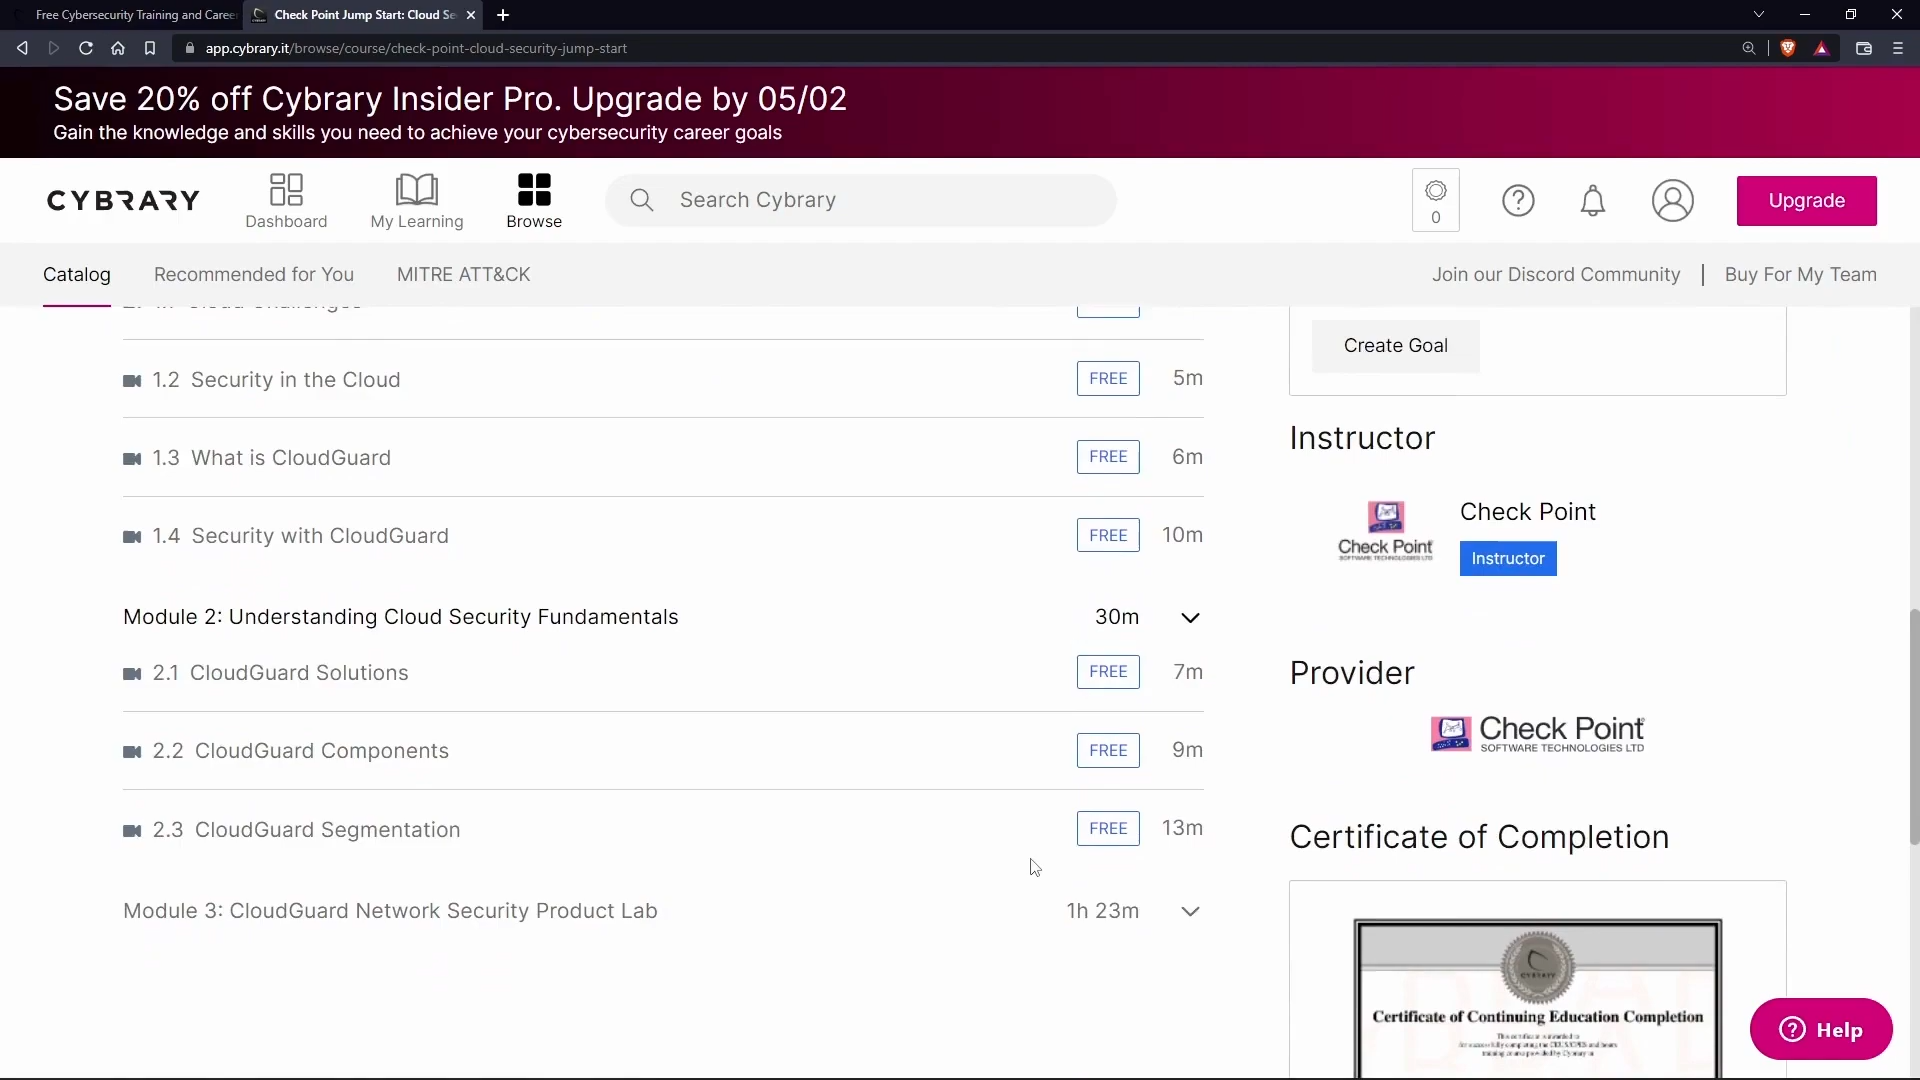 Free Cybersecurity Training and Caree
Check Point Jump Start: Cloud Se
app.cybrary.it/browse/course/check-point-cloud-security-jump-start
Save 20% off Cybrary Insider Pro. Upgrade by 05/02
Gain the knowledge and skills you need to achieve your cybersecurity career goals
CYBRARY
Dashboard
My Learning
Browse
Search Cybrary
0
Upgrade
Catalog
Recommended for You
MITRE ATT&CK
Join our Discord Community
Buy For My Team
1.2 Security in the Cloud FREE 5m
1.3 What is CloudGuard FREE 6m
1.4 Security with CloudGuard FREE 10m
Module 2: Understanding Cloud Security Fundamentals 30m
2.1 CloudGuard Solutions FREE 7m
2.2 CloudGuard Components FREE 9m
2.3 CloudGuard Segmentation FREE 13m
Module 3: CloudGuard Network Security Product Lab 1h 23m
Create Goal
Instructor
Check Point
SOFTWARE TECHNOLOGIES LTD
Check Point
Instructor
Provider
Check Point
SOFTWARE TECHNOLOGIES LTD
Certificate of Completion
CYBRARY
Certificate of Continuing Education Completion
Help